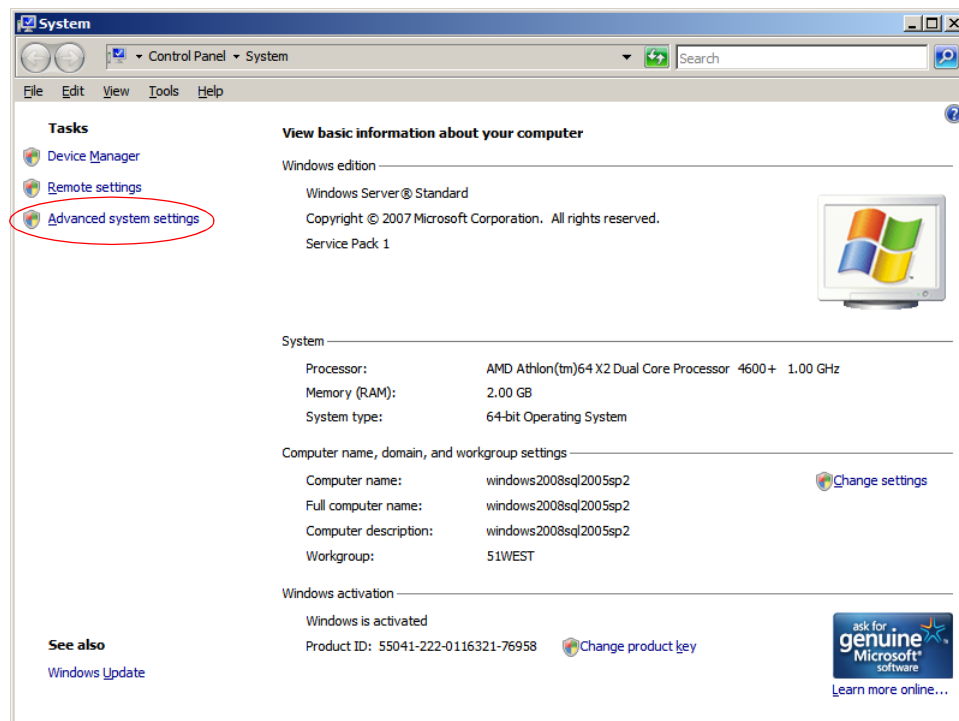 System
Control Panel System
Search
File Edit View Tools Help
Tasks
Device Manager
Remote settings
Advanced system settings
See also
Windows Update
View basic information about your computer
Windows edition
Windows Server® Standard
Copyright © 2007 Microsoft Corporation. All rights reserved.
Service Pack 1
System
Processor: AMD Athlon(tm)64 X2 Dual Core Processor 4600+ 1.00 GHz
Memory (RAM): 2.00 GB
System type: 64-bit Operating System
Computer name, domain, and workgroup settings
Computer name: windows2008sql2005sp2 Change settings
Full computer name: windows2008sql2005sp2
Computer description: windows2008sql2005sp2
Workgroup: 51WEST
Windows activation
Windows is activated
Product ID: 55041-222-0116321-76958 Change product key
ask for
genuine
Microsoft®
software
Learn more online...